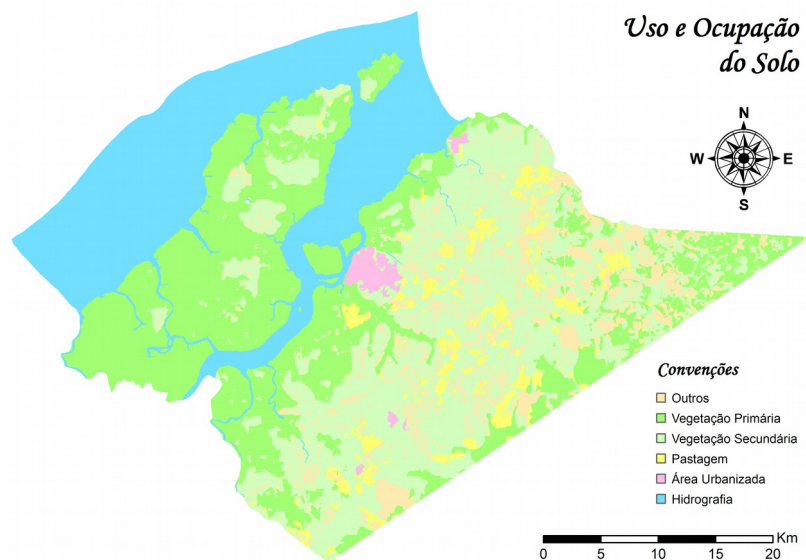 Uso e Ocupação
do Solo
N
W E
S
Convenções
Outros
Vegetação Primária
Vegetação Secundária
Pastagem
Área Urbanizada
Hidrografia
Km
0 5 10 15 20